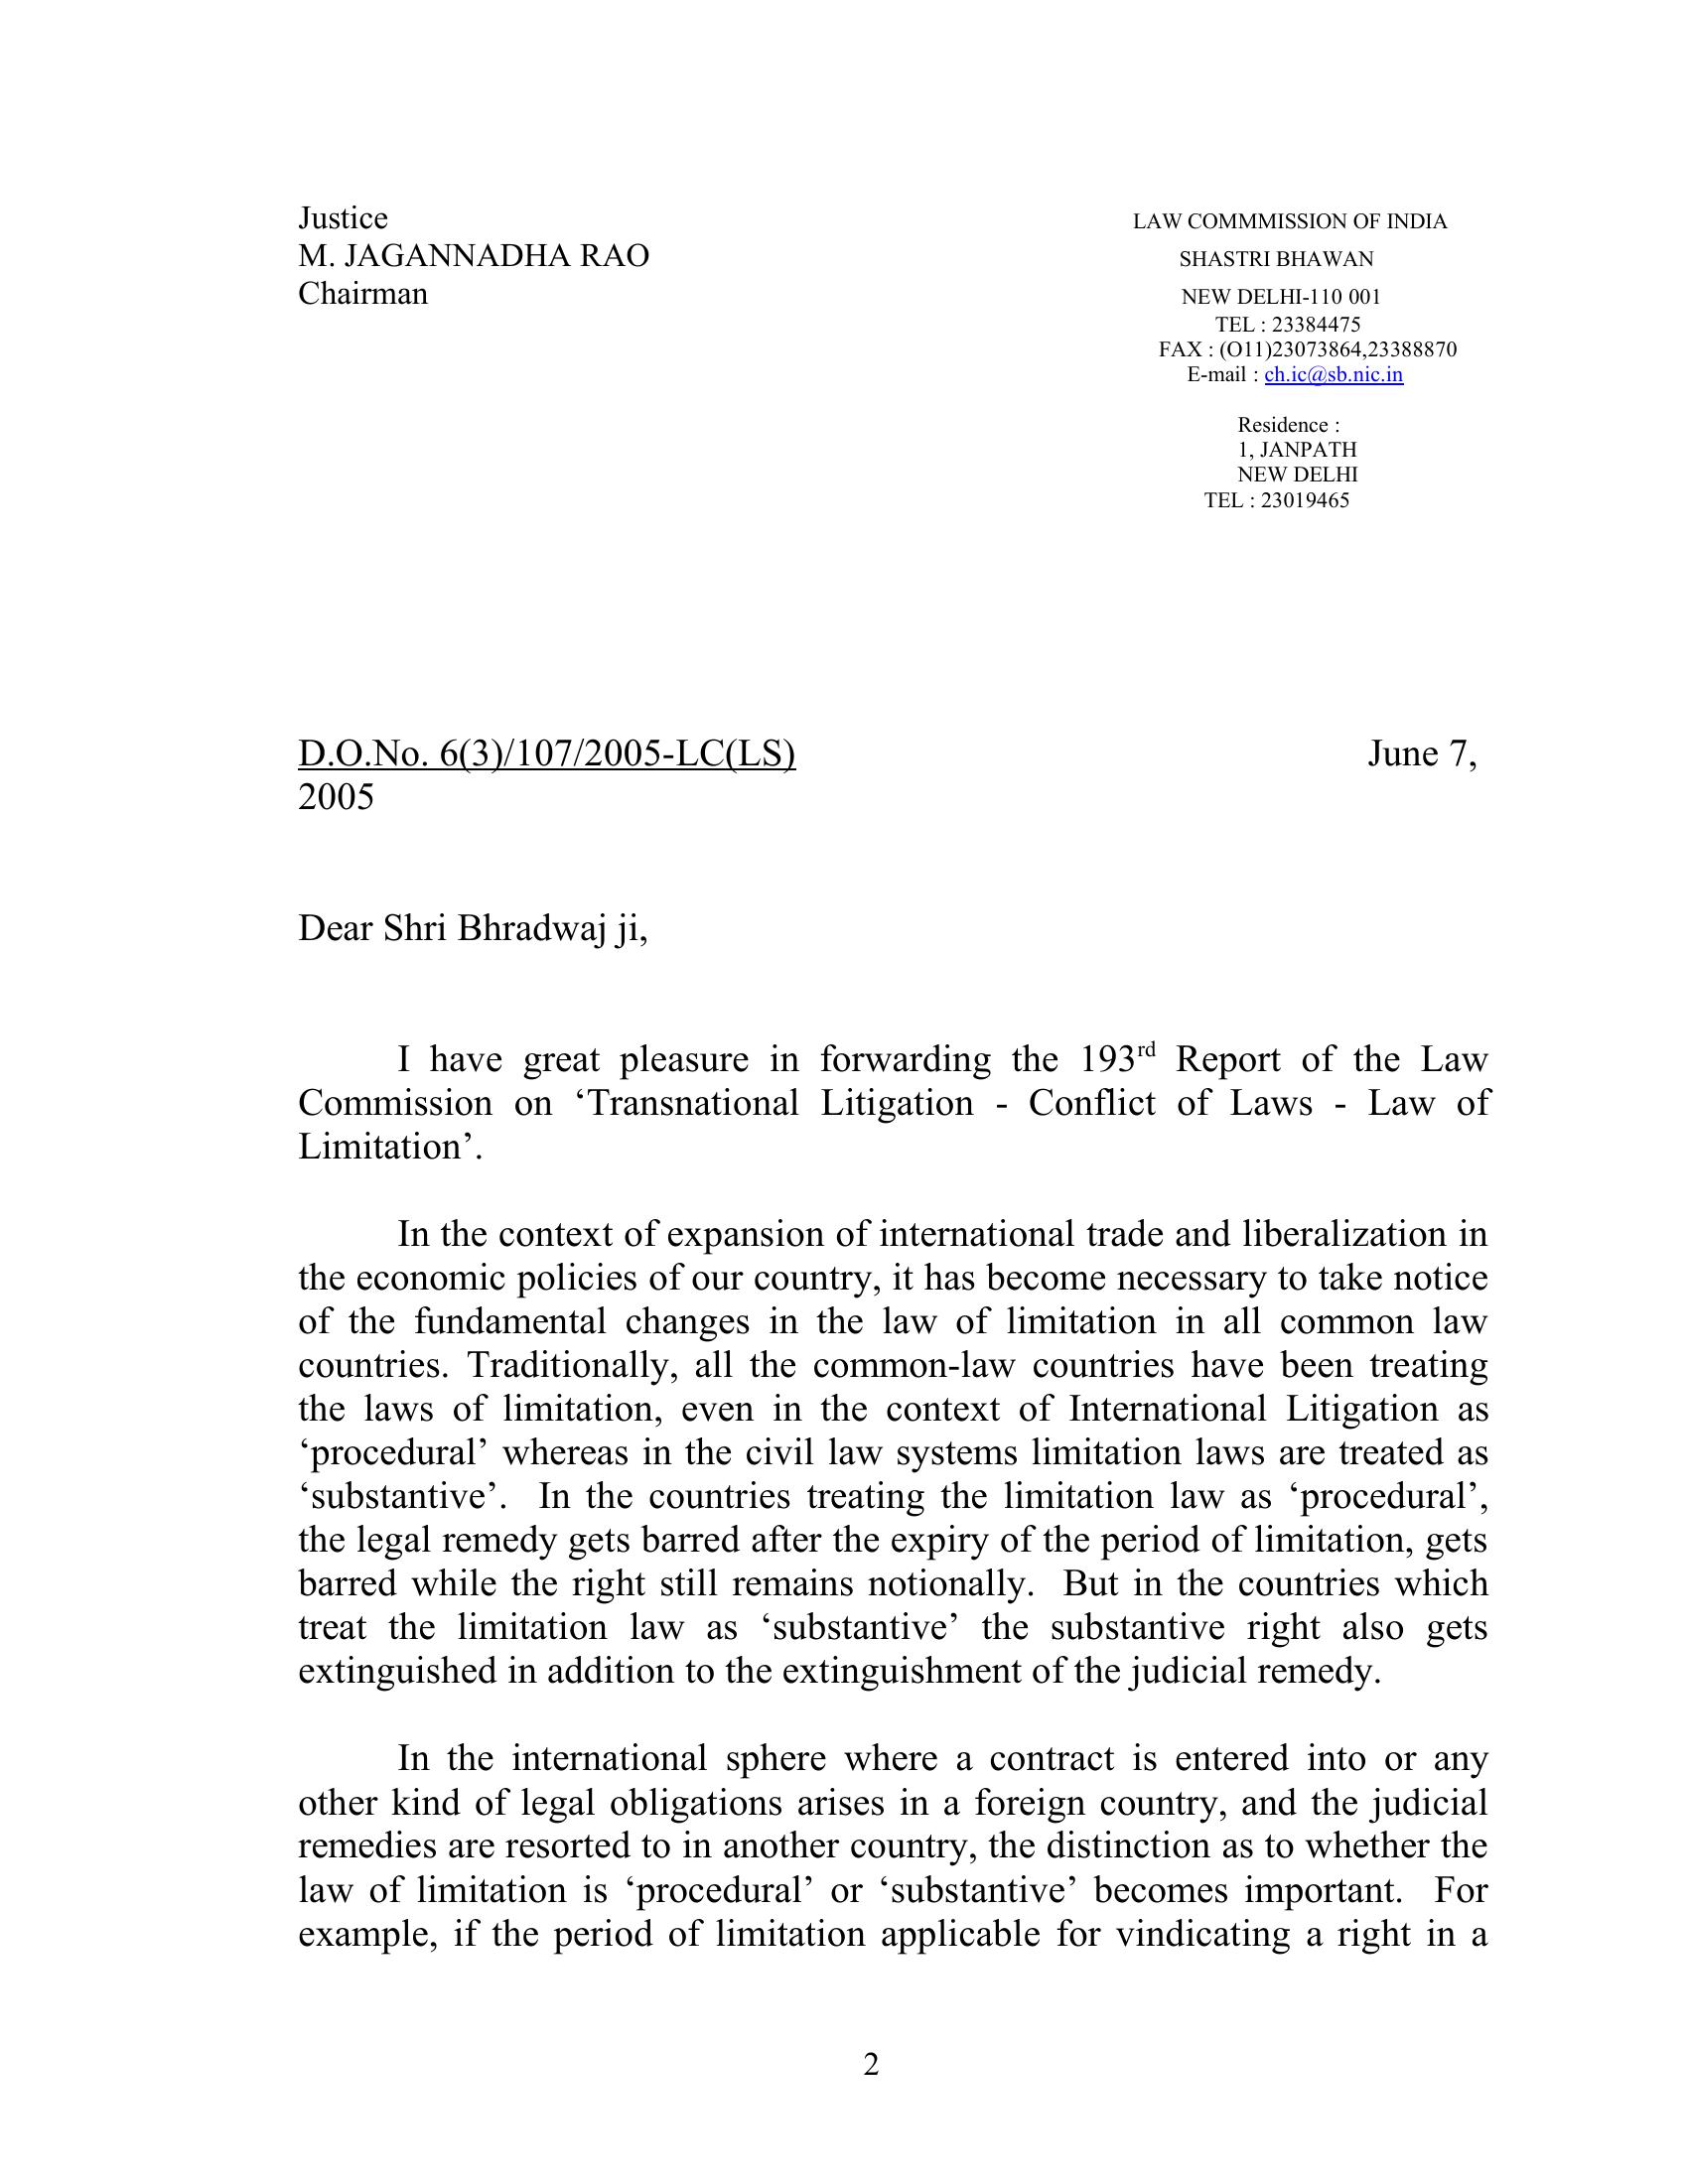 Justice
M. JAGANNADHA RAO
Chairman
LAW COMMMISSION OF INDIA
SHASTRI BHAWAN
NEW DELHI-110 001
TEL : 23384475
FAX : (O11)23073864,23388870
E-mail : ch.ic@sb.nic.in
Residence :
1, JANPATH
NEW DELHI
TEL : 23019465
D.O.No. 6(3)/107/2005-LC(LS) June 7,
2005
Dear Shri Bhradwaj ji,
I have great pleasure in forwarding the 193rd Report of the Law
Commission on ‘Transnational Litigation - Conflict of Laws - Law of
Limitation’.
In the context of expansion of international trade and liberalization in
the economic policies of our country, it has become necessary to take notice
of the fundamental changes in the law of limitation in all common law
countries. Traditionally, all the common-law countries have been treating
the laws of limitation, even in the context of International Litigation as
‘procedural’ whereas in the civil law systems limitation laws are treated as
‘substantive’. In the countries treating the limitation law as ‘procedural’,
the legal remedy gets barred after the expiry of the period of limitation, gets
barred while the right still remains notionally. But in the countries which
treat the limitation law as ‘substantive’ the substantive right also gets
extinguished in addition to the extinguishment of the judicial remedy.
In the international sphere where a contract is entered into or any
other kind of legal obligations arises in a foreign country, and the judicial
remedies are resorted to in another country, the distinction as to whether the
law of limitation is ‘procedural’ or ‘substantive’ becomes important. For
example, if the period of limitation applicable for vindicating a right in a
2